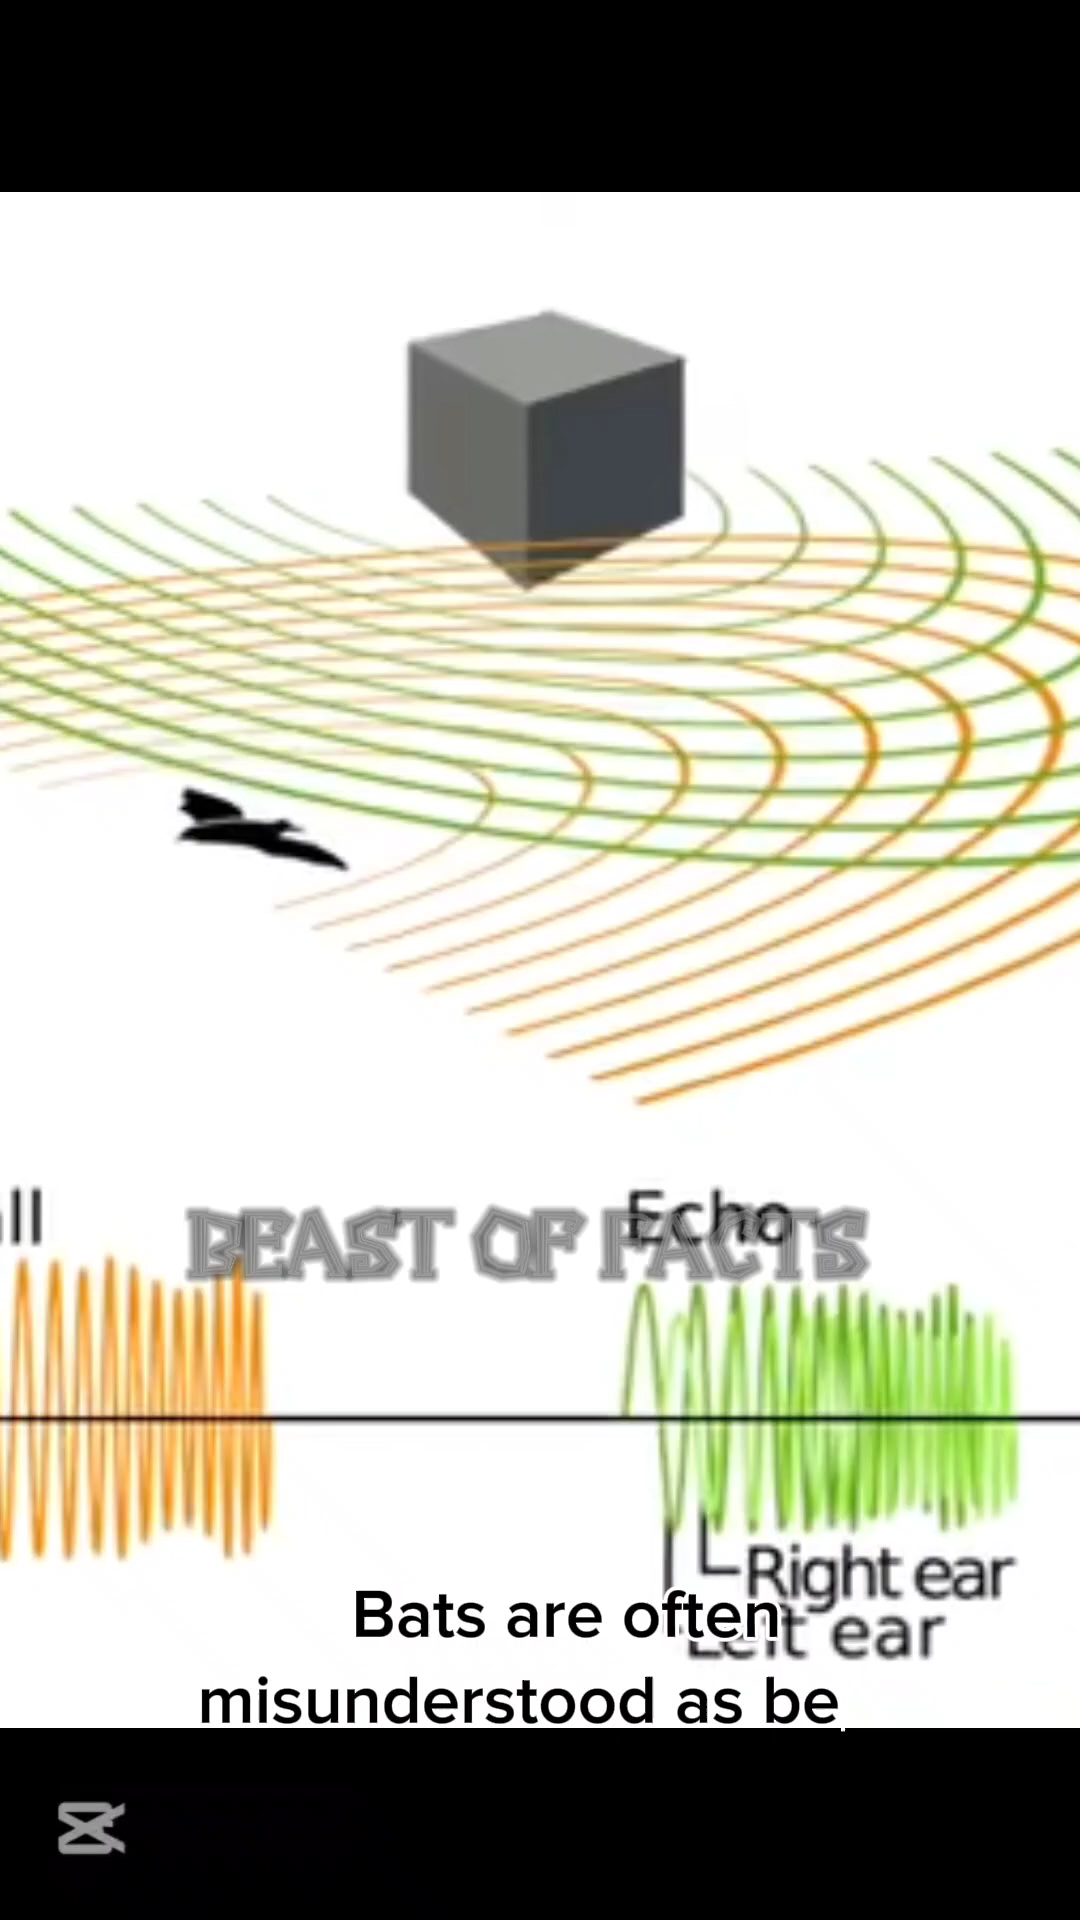 ll
Echo
BEAST OF FACTS
Right ear
Left ear
Bats are often
misunderstood as be